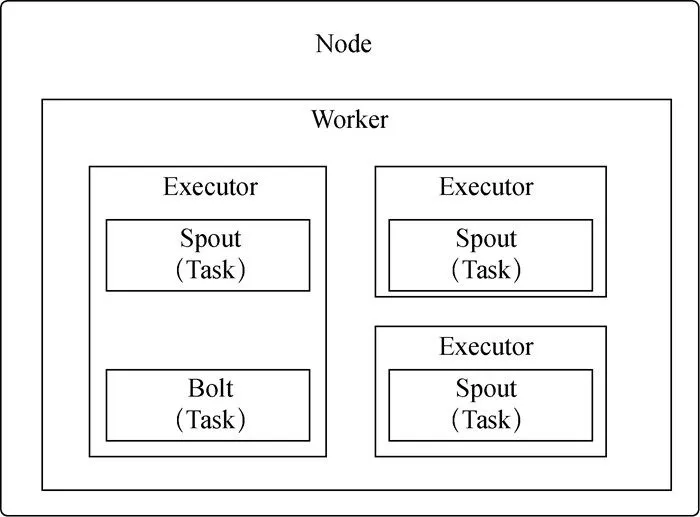 Node
Worker
Executor
Spout
(Task)
Bolt
(Task)
Executor
Spout
(Task)
Executor
Spout
(Task)